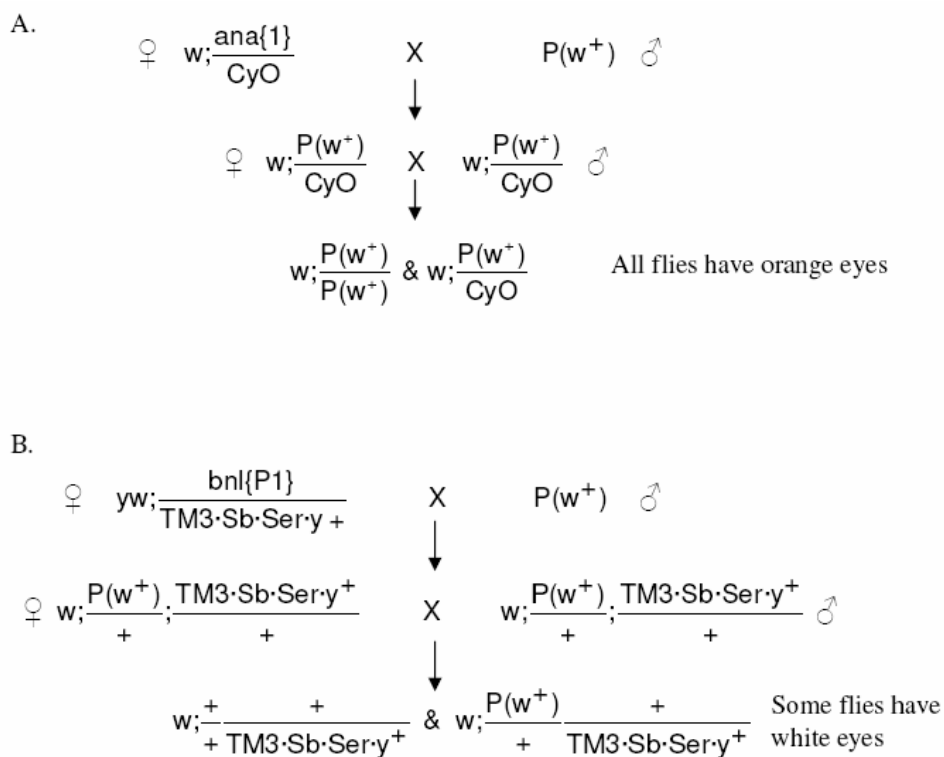 A.
♀ w; ana{1} / CyO X P(w⁺) ♂
♀ w; P(w⁺) / CyO X w; P(w⁺) / CyO ♂
w; P(w⁺) / P(w⁺) & w; P(w⁺) / CyO All flies have orange eyes
B.
♀ yw; bnl{P1} / TM3·Sb·Ser·y + X P(w⁺) ♂
♀ w; P(w⁺) / + ; TM3·Sb·Ser·y⁺ / + X w; P(w⁺) / + ; TM3·Sb·Ser·y⁺ / + ♂
w; + / + + / TM3·Sb·Ser·y⁺ & w; P(w⁺) / + + / TM3·Sb·Ser·y⁺ Some flies have
white eyes